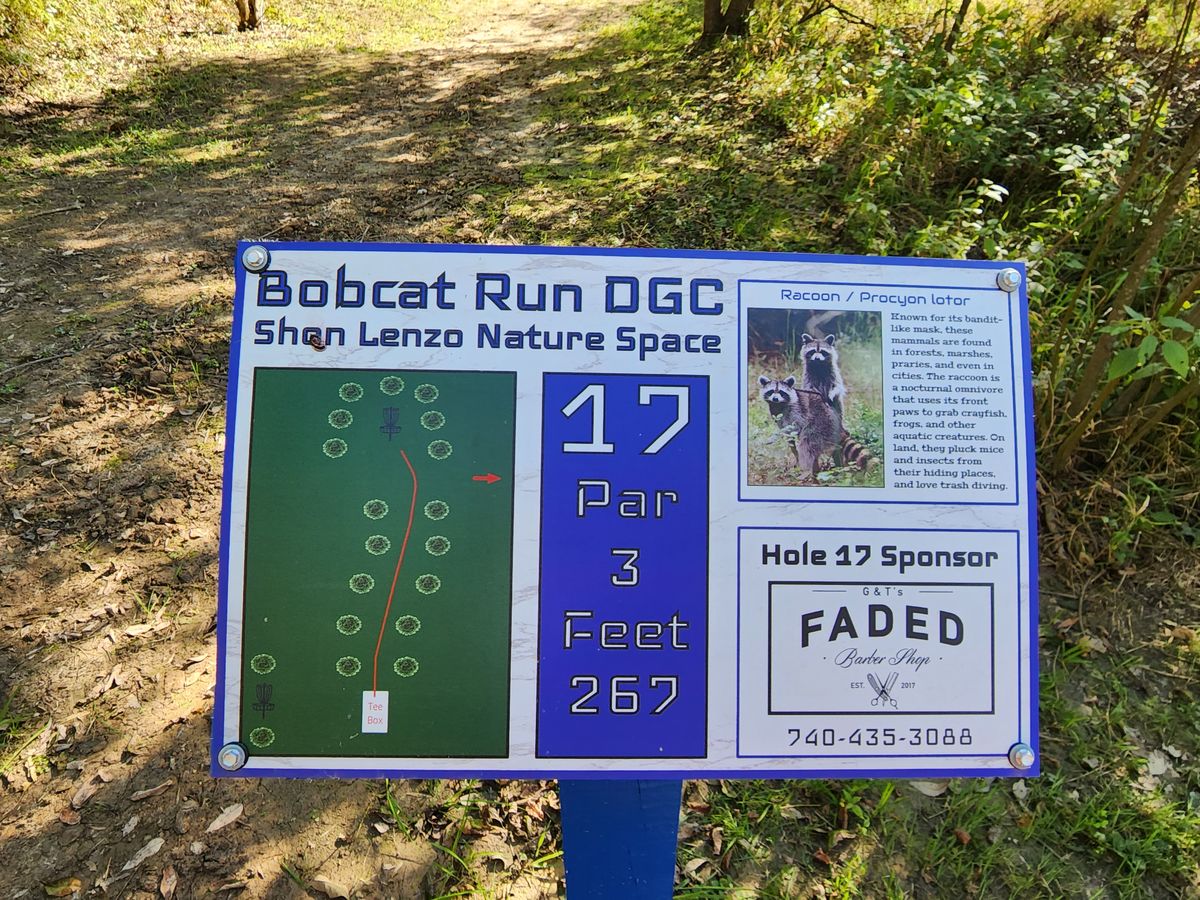 Bobcat Run DGC
Shon Lenzo Nature Space
Tee
Box
17
Par
3
Feet
267
Racoon / Procyon lotor
Known for its bandit-
like mask, these
mammals are found
in forests, marshes,
praries, and even in
cities. The raccoon is
a nocturnal omnivore
that uses its front
paws to grab crayfish,
frogs, and other
aquatic creatures. On
land, they pluck mice
and insects from
their hiding places,
and love trash diving.
Hole 17 Sponsor
G & T's
FADED
· Barber Shop ·
EST. 2017
740-435-3088